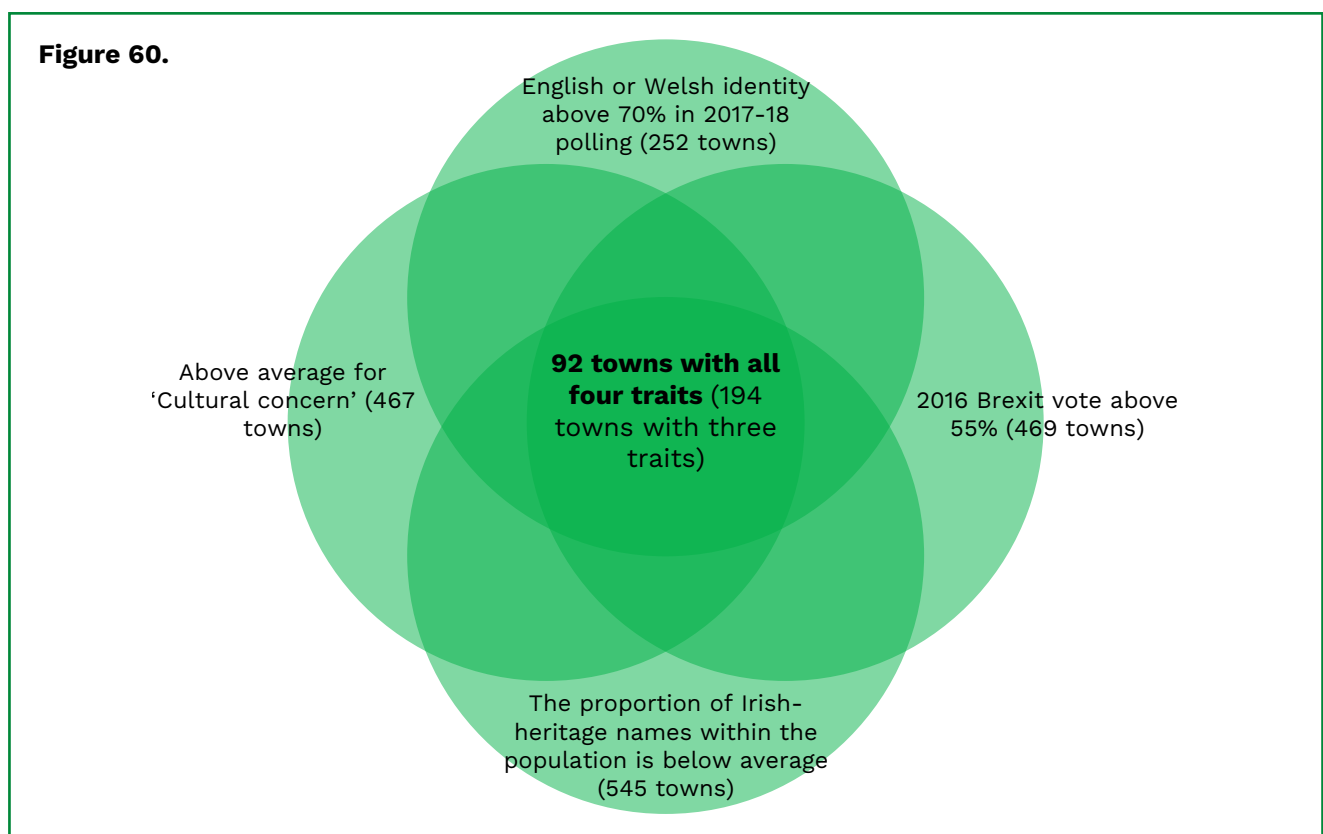 Figure 60.
English or Welsh identity
above 70% in 2017-18
polling (252 towns)
Above average for
‘Cultural concern’ (467
towns)
92 towns with all
four traits (194
towns with three
traits)
2016 Brexit vote above
55% (469 towns)
The proportion of Irish-
heritage names within the
population is below average
(545 towns)